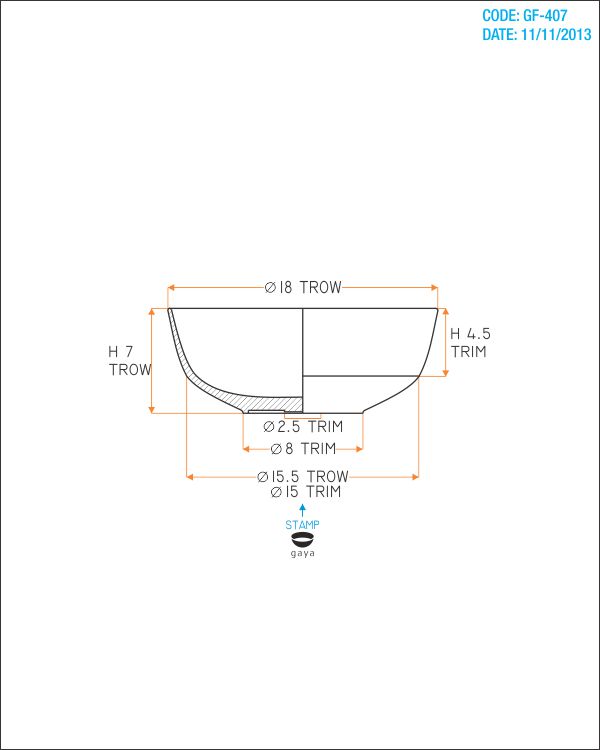 CODE: GF-407
DATE: 11/11/2013
Ø18 TROW
H 7
TROW
H 4.5
TRIM
Ø2.5 TRIM
Ø8 TRIM
Ø15.5 TROW
Ø15 TRIM
STAMP
gaya